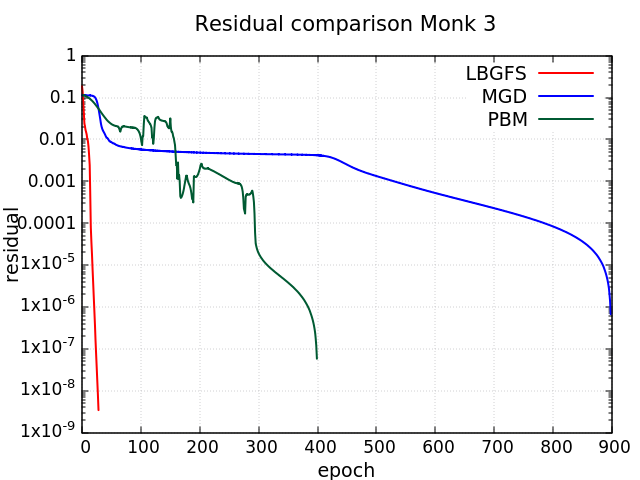 Residual comparison Monk 3
LBGFS
MGD
PBM
1
0.1
0.01
0.001
0.0001
1x10⁻⁵
1x10⁻⁶
1x10⁻⁷
1x10⁻⁸
1x10⁻⁹
residual
0 100 200 300 400 500 600 700 800 900
epoch